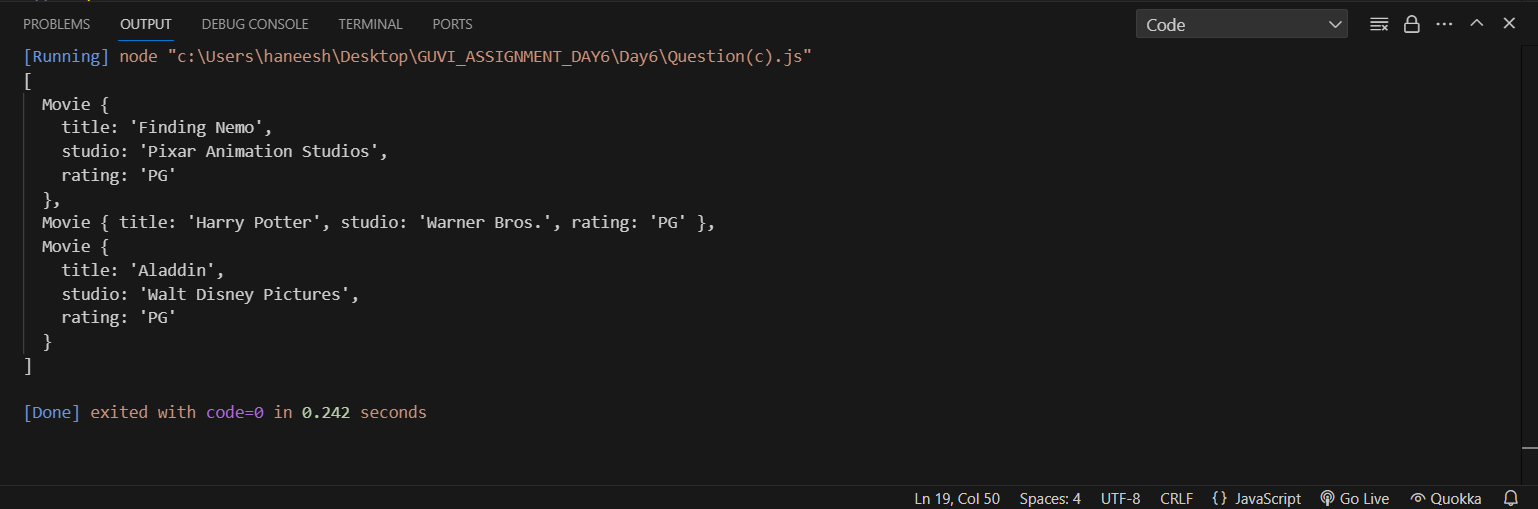 PROBLEMS OUTPUT DEBUG CONSOLE TERMINAL PORTS Code
[Running] node "c:\Users\haneesh\Desktop\GUVI_ASSIGNMENT_DAY6\Day6\Question(c).js"
[
  Movie {
    title: 'Finding Nemo',
    studio: 'Pixar Animation Studios',
    rating: 'PG'
  },
  Movie { title: 'Harry Potter', studio: 'Warner Bros.', rating: 'PG' },
  Movie {
    title: 'Aladdin',
    studio: 'Walt Disney Pictures',
    rating: 'PG'
  }
]
[Done] exited with code=0 in 0.242 seconds
Ln 19, Col 50 Spaces: 4 UTF-8 CRLF {} JavaScript Go Live Quokka